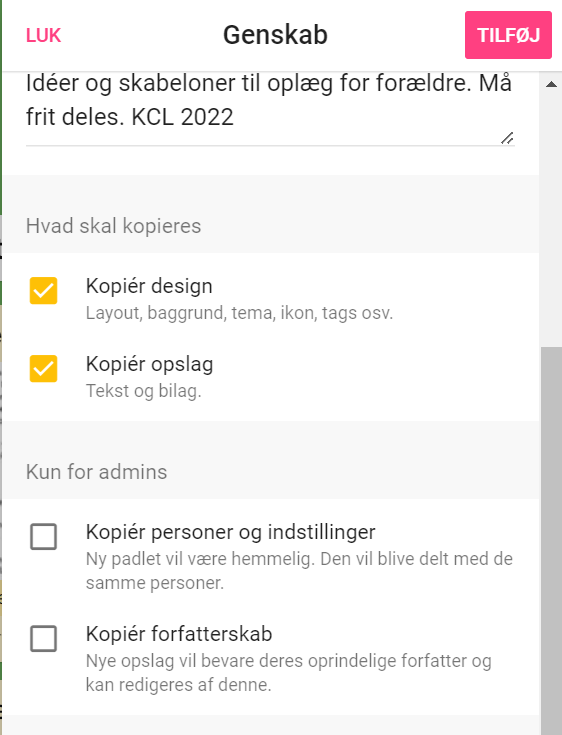 LUK
Genskab
TILFØJ
Idéer og skabeloner til oplæg for forældre. Må
frit deles. KCL 2022
Hvad skal kopieres
Kopiér design
Layout, baggrund, tema, ikon, tags osv.
Kopiér opslag
Tekst og bilag.
Kun for admins
Kopiér personer og indstillinger
Ny padlet vil være hemmelig. Den vil blive delt med de
samme personer.
Kopiér forfatterskab
Nye opslag vil bevare deres oprindelige forfatter og
kan redigeres af denne.